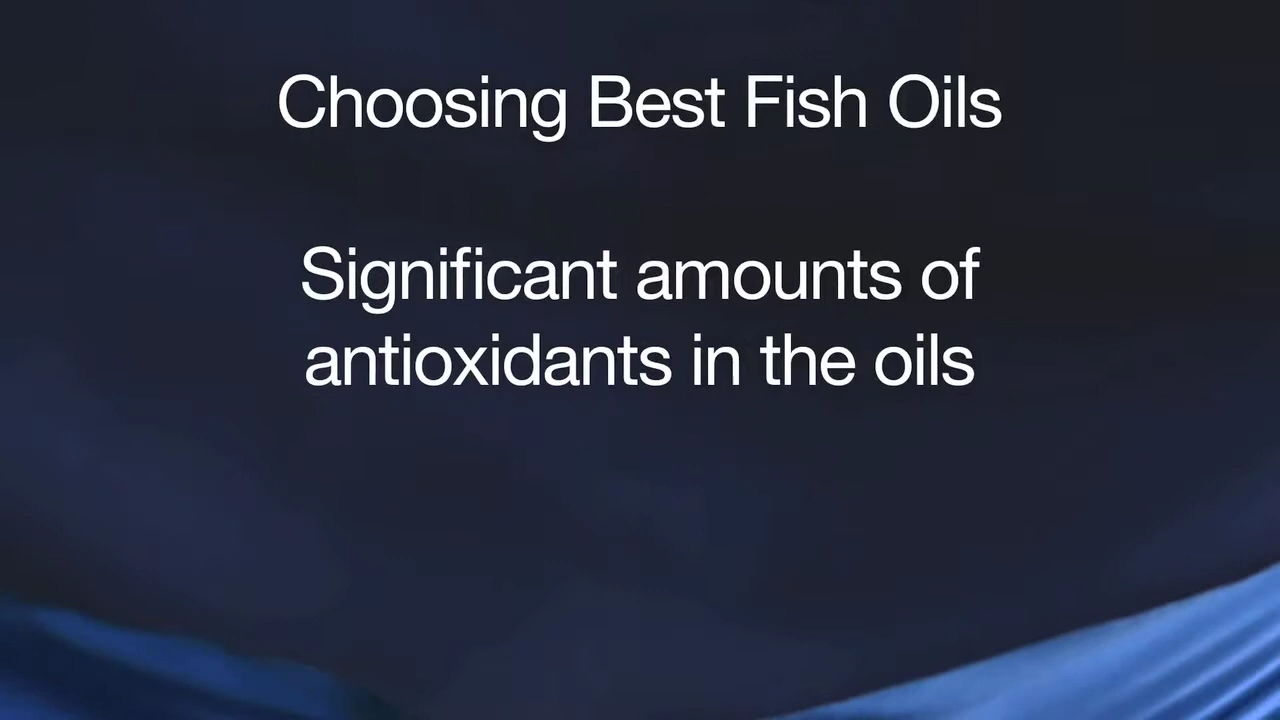 Choosing Best Fish Oils
Significant amounts of
antioxidants in the oils